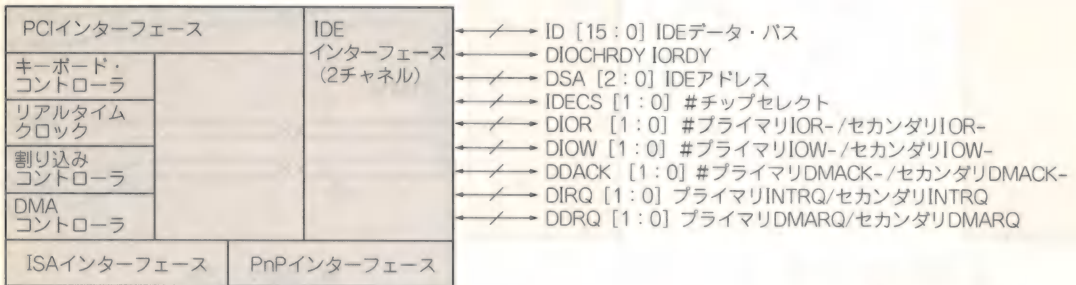 PCIインターフェース
キーボード・
コントローラ
リアルタイム
クロック
割り込み
コントローラ
DMA
コントローラ
ISAインターフェース
PnPインターフェース
IDE
インターフェース
(2チャネル)
ID [15:0] IDEデータ・バス
DIOCHRDY IORDY
DSA [2:0] IDEアドレス
IDECS [1:0] #チップセレクト
DIOR [1:0] #プライマリIOR-/セカンダリIOR-
DIOW [1:0] #プライマリIOW-/セカンダリIOW-
DDACK [1:0] #プライマリDMACK-/セカンダリDMACK-
DIRQ [1:0] プライマリINTRQ/セカンダリINTRQ
DDRQ [1:0] プライマリDMARQ/セカンダリDMARQ